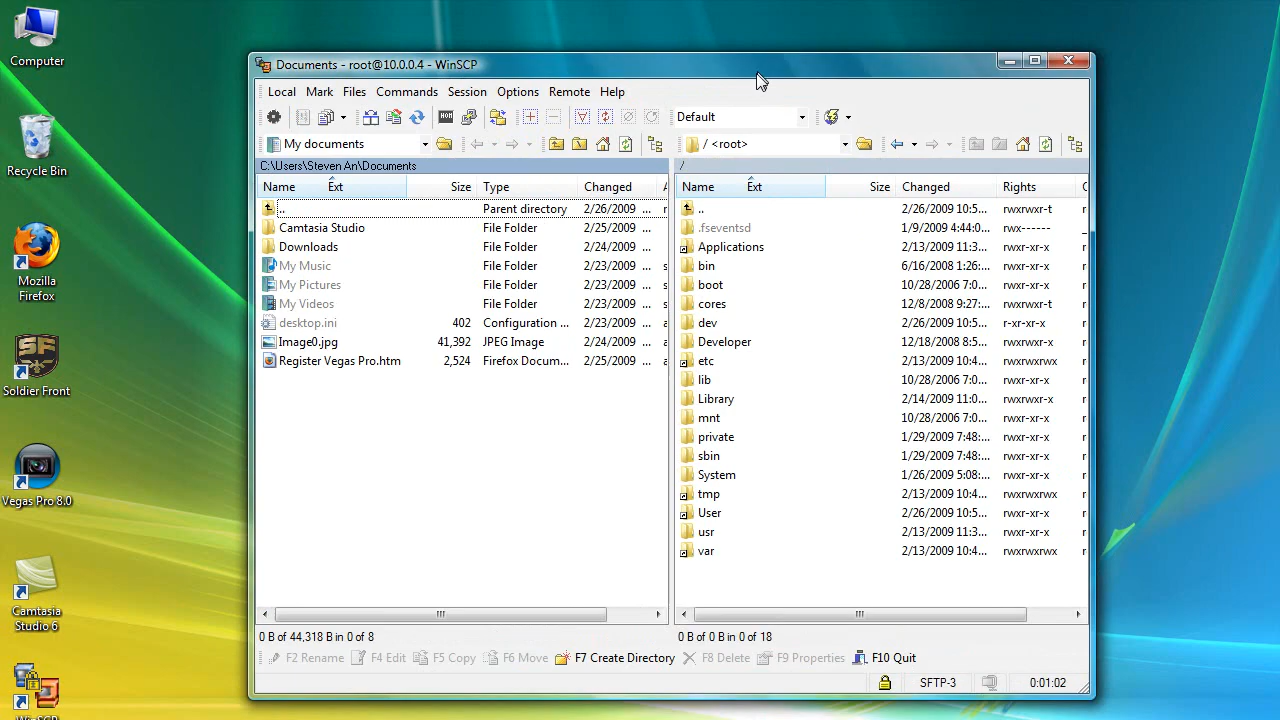 Computer
Recycle Bin
Mozilla
Firefox
Soldier Front
Vegas Pro 8.0
Camtasia
Studio 6
WinSCP
Documents - root@10.0.0.4 - WinSCP
Local Mark Files Commands Session Options Remote Help
Default
My documents
/ <root>
C:\Users\Steven An\Documents
/
Name Ext Size Type Changed
Name Ext Size Changed Rights
.. Parent directory 2/26/2009 ...
Camtasia Studio File Folder 2/25/2009 ...
Downloads File Folder 2/24/2009 ...
My Music File Folder 2/23/2009 ...
My Pictures File Folder 2/23/2009 ...
My Videos File Folder 2/23/2009 ...
desktop.ini 402 Configuration ... 2/23/2009 ...
Image0.jpg 41,392 JPEG Image 2/24/2009 ...
Register Vegas Pro.htm 2,524 Firefox Docum... 2/25/2009 ...
.. 2/26/2009 10:5... rwxrwxr-t
.fseventsd 1/9/2009 4:44:0... rwx------
Applications 2/13/2009 11:3... rwxr-xr-x
bin 6/16/2008 1:26:... rwxr-xr-x
boot 10/28/2006 7:0... rwxr-xr-x
cores 12/8/2008 9:27:... rwxrwxr-t
dev 2/26/2009 10:5... r-xr-xr-x
Developer 12/18/2008 8:5... rwxr-xr-x
etc 2/13/2009 10:4... rwxrwxrwx
lib 10/28/2006 7:0... rwxr-xr-x
Library 2/14/2009 11:0... rwxrwxr-x
mnt 10/28/2006 7:0... rwxr-xr-x
private 1/29/2009 7:48:... rwxr-xr-x
sbin 1/29/2009 7:48:... rwxr-xr-x
System 1/26/2009 5:08:... rwxr-xr-x
tmp 2/13/2009 10:4... rwxrwxrwx
User 2/26/2009 10:5... rwxr-xr-x
usr 2/13/2009 11:3... rwxr-xr-x
var 2/13/2009 10:4... rwxrwxrwx
0 B of 44,318 B in 0 of 8
0 B of 0 B in 0 of 18
F2 Rename F4 Edit F5 Copy F6 Move F7 Create Directory F8 Delete F9 Properties F10 Quit
SFTP-3 0:01:02